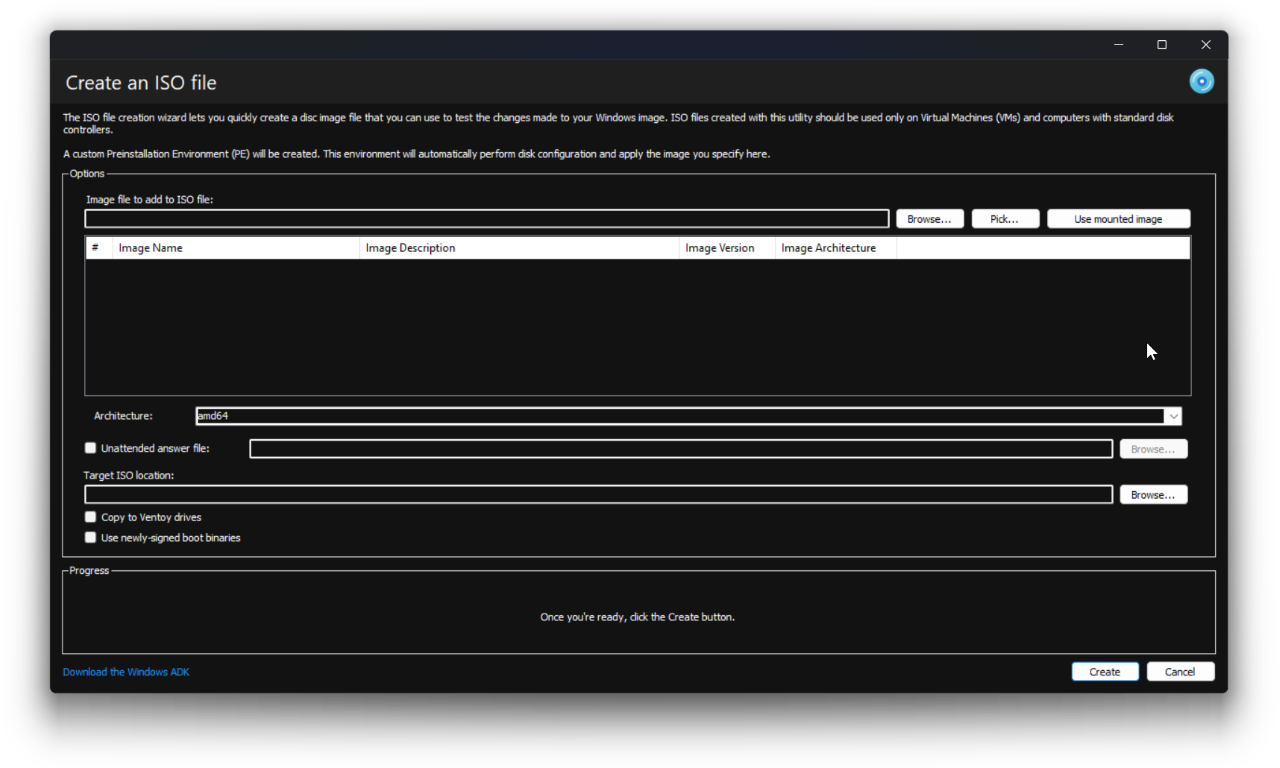 Create an ISO file
The ISO file creation wizard lets you quickly create a disc image file that you can use to test the changes made to your Windows image. ISO files created with this utility should be used only on Virtual Machines (VMs) and computers with standard disk
controllers.
A custom Preinstallation Environment (PE) will be created. This environment will automatically perform disk configuration and apply the image you specify here.
Options
Image file to add to ISO file:
Browse... Pick... Use mounted image
# Image Name Image Description Image Version Image Architecture
Architecture: amd64
Unattended answer file: Browse...
Target ISO location:
Browse...
Copy to Ventoy drives
Use newly-signed boot binaries
Progress
Once you're ready, click the Create button.
Download the Windows ADK Create Cancel